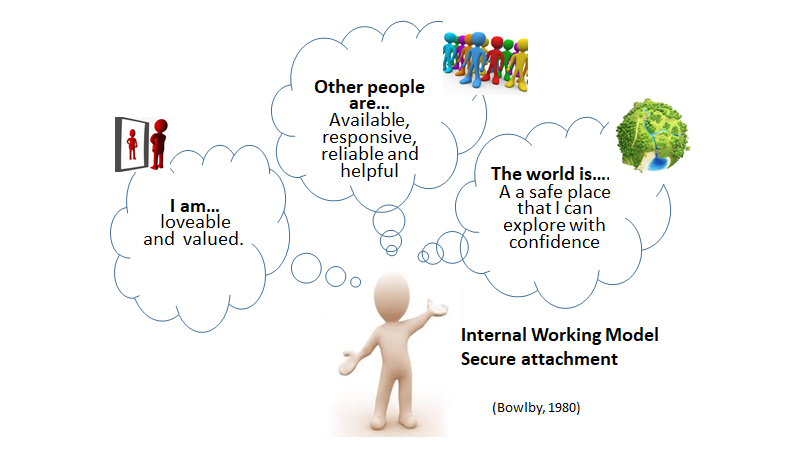 Other people
are...
Available,
responsive,
reliable and
helpful
I am...
loveable
and valued.
The world is....
A a safe place
that I can
explore with
confidence
Internal Working Model
Secure attachment
(Bowlby, 1980)